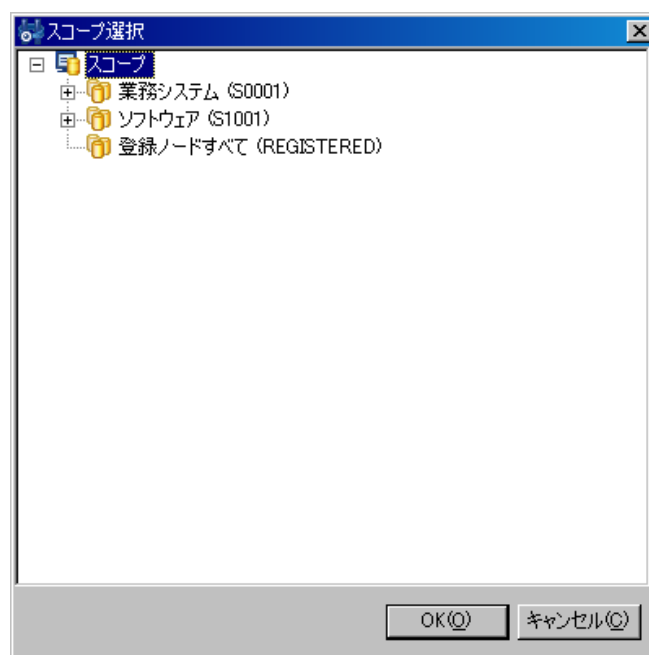 スコープ選択
スコープ
業務システム (S0001)
ソフトウェア (S1001)
登録ノードすべて (REGISTERED)
OK(O) キャンセル(C)